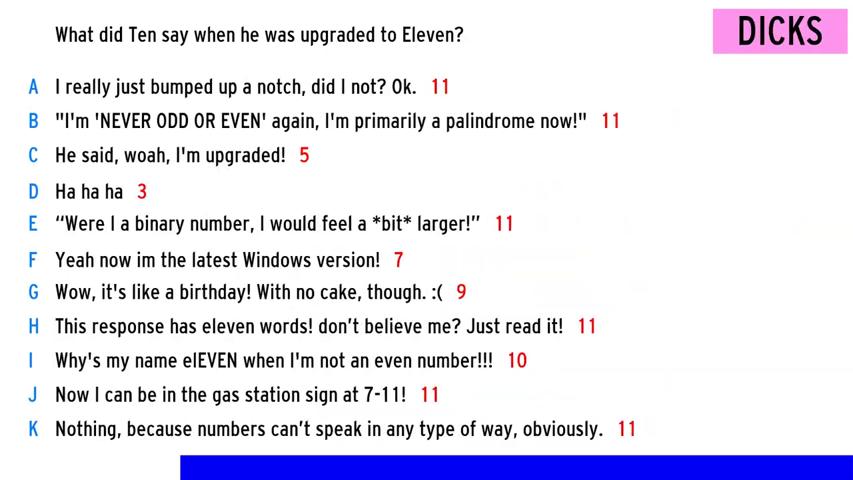 What did Ten say when he was upgraded to Eleven?
DICKS
A I really just bumped up a notch, did I not? Ok. 11
B "I'm 'NEVER ODD OR EVEN' again, I'm primarily a palindrome now!" 11
C He said, woah, I'm upgraded! 5
D Ha ha ha 3
E “Were I a binary number, I would feel a *bit* larger!” 11
F Yeah now im the latest Windows version! 7
G Wow, it's like a birthday! With no cake, though. :( 9
H This response has eleven words! don’t believe me? Just read it! 11
I Why's my name elEVEN when I'm not an even number!!! 10
J Now I can be in the gas station sign at 7-11! 11
K Nothing, because numbers can’t speak in any type of way, obviously. 11